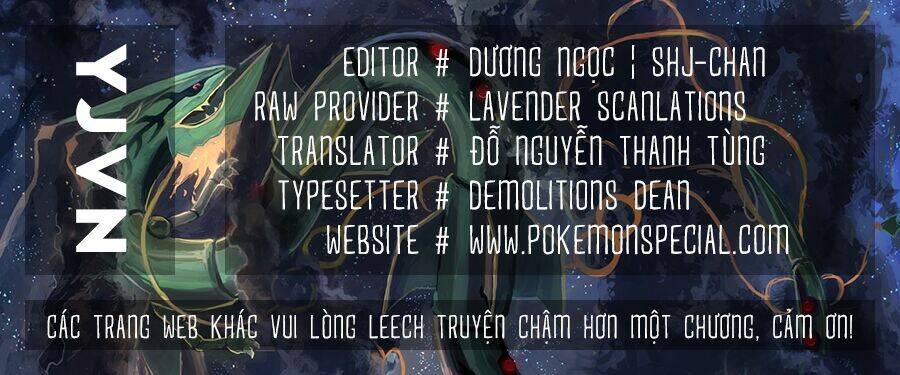 YJVN
EDITOR # DƯƠNG NGỌC ¦ SHJ-CHAN
RAW PROVIDER # LAVENDER SCANLATIONS
TRANSLATOR # ĐỖ NGUYỄN THANH TÙNG
TYPESETTER # DEMOLITIONS DEAN
WEBSITE # WWW.POKEMONSPECIAL.COM
CÁC TRANG WEB KHÁC VUI LÒNG LEECH TRUYỆN CHẬM HƠN MỘT CHƯƠNG, CẢM ƠN!